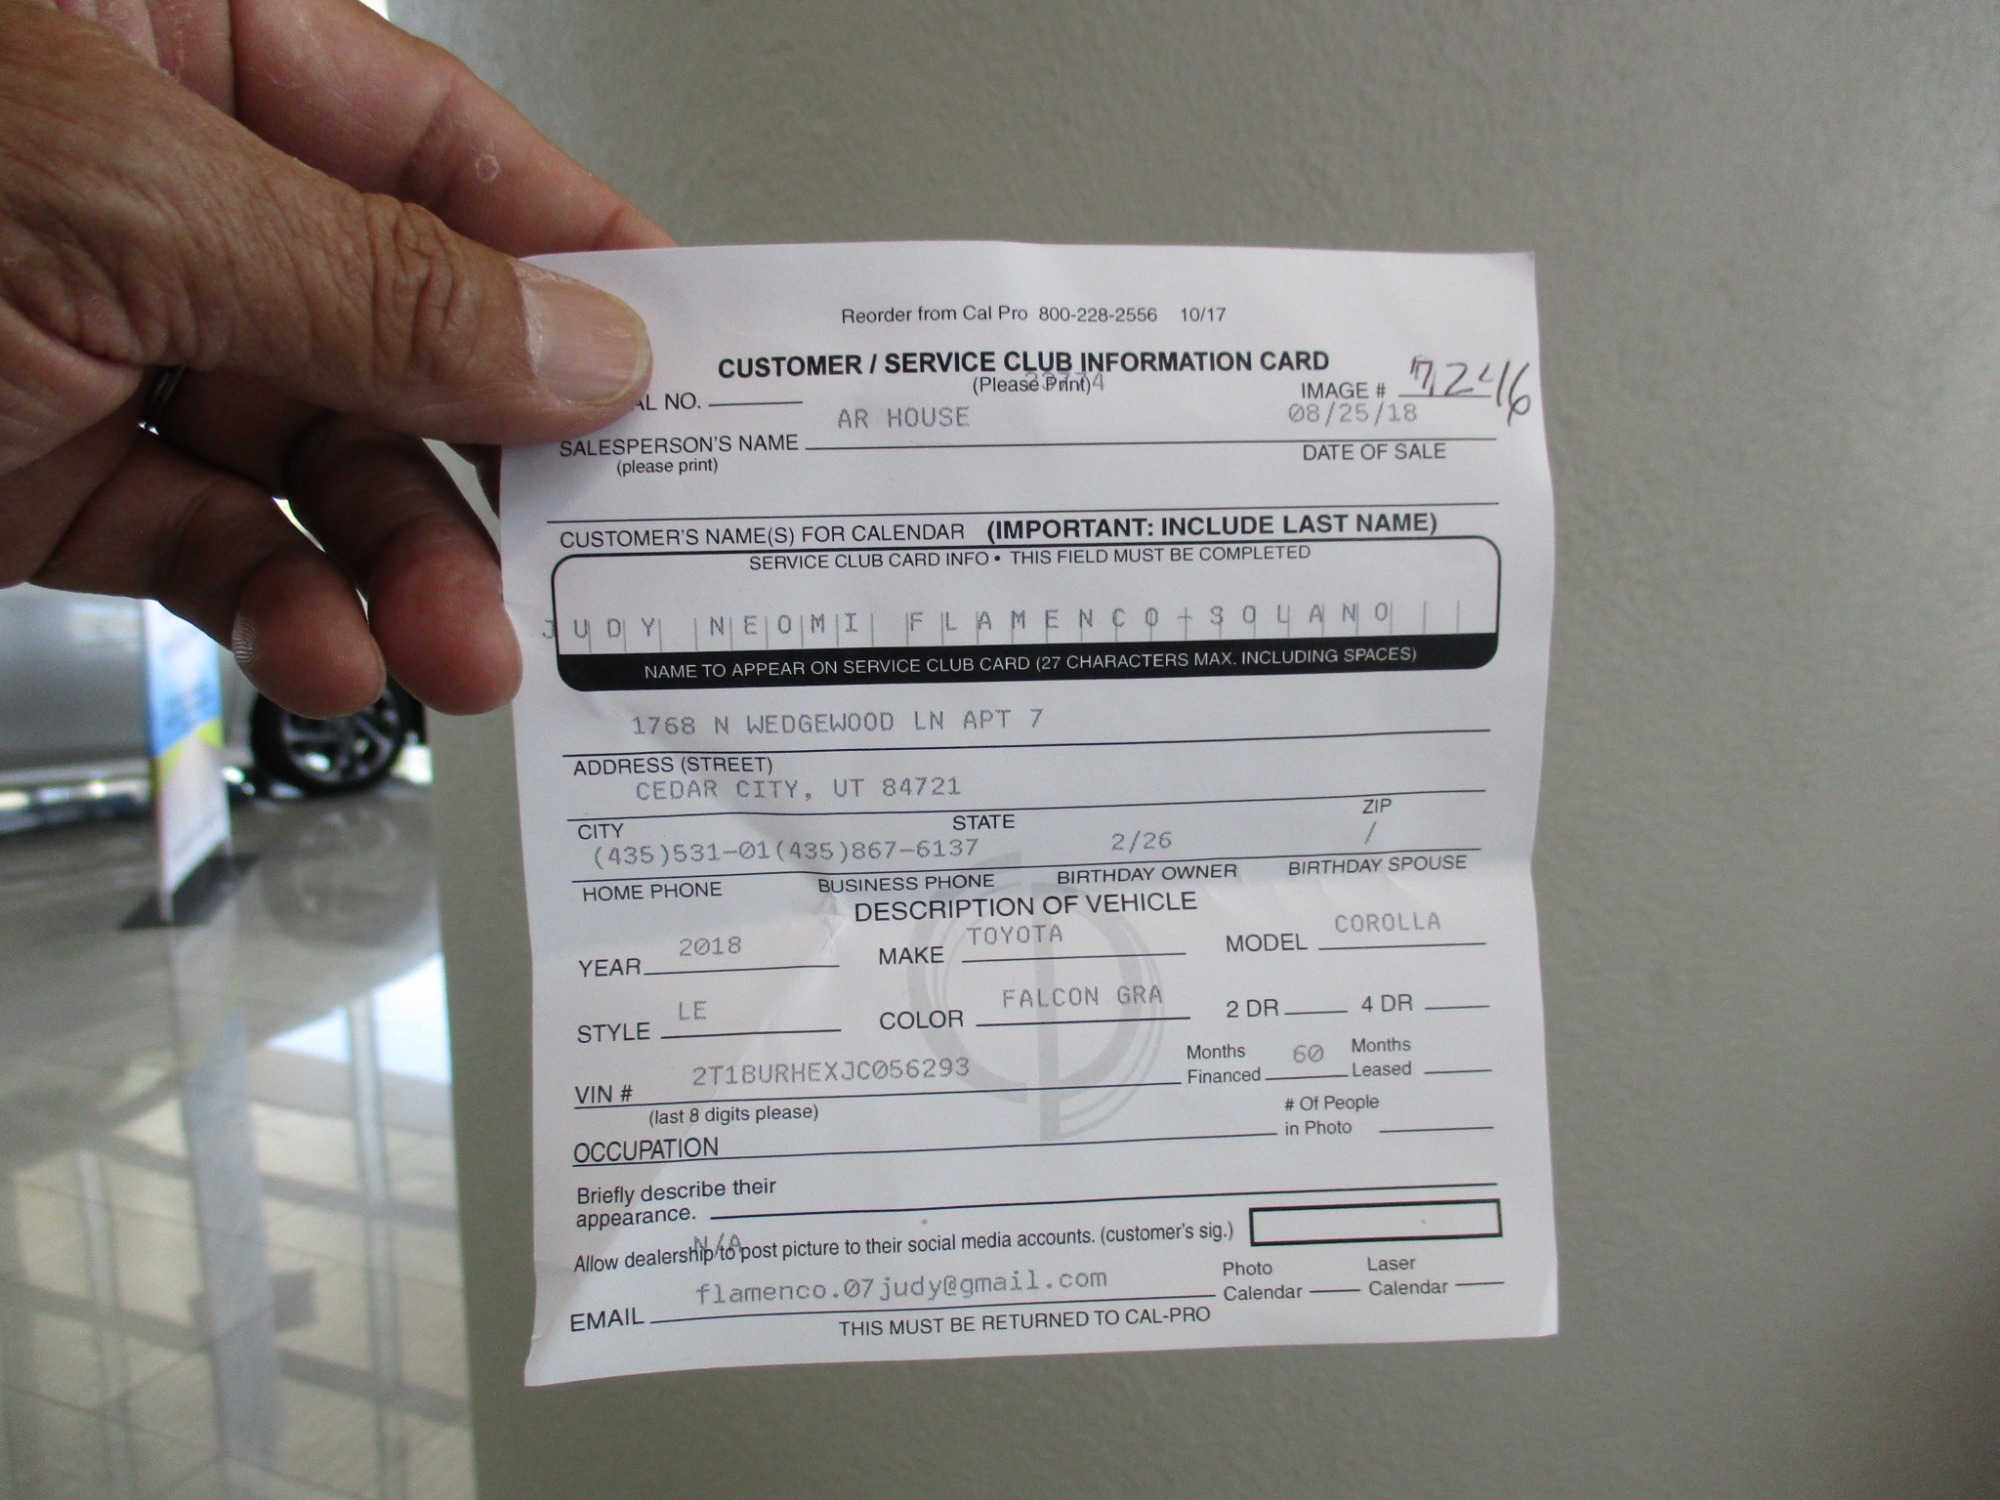 Reorder from Cal Pro 800-228-2556 10/17
CUSTOMER / SERVICE CLUB INFORMATION CARD
(Please Print)
AL NO. IMAGE # 7246
AR HOUSE 08/25/18
SALESPERSON'S NAME DATE OF SALE
(please print)
CUSTOMER'S NAME(S) FOR CALENDAR (IMPORTANT: INCLUDE LAST NAME)
SERVICE CLUB CARD INFO • THIS FIELD MUST BE COMPLETED
JUDY NEOMI FLAMENCO-SOLANO
NAME TO APPEAR ON SERVICE CLUB CARD (27 CHARACTERS MAX. INCLUDING SPACES)
1768 N WEDGEWOOD LN APT 7
ADDRESS (STREET)
CEDAR CITY, UT 84721
CITY STATE ZIP
(435)531-01(435)867-6137 2/26 /
HOME PHONE BUSINESS PHONE BIRTHDAY OWNER BIRTHDAY SPOUSE
DESCRIPTION OF VEHICLE
YEAR 2018 MAKE TOYOTA MODEL COROLLA
STYLE LE COLOR FALCON GRA 2 DR 4 DR
VIN # 2T1BURHEXJC056293 Months Financed 60 Months Leased
(last 8 digits please)
OCCUPATION # Of People in Photo
Briefly describe their
appearance.
N/A
Allow dealership to post picture to their social media accounts. (customer's sig.)
EMAIL flamenco.07judy@gmail.com Photo Calendar Laser Calendar
THIS MUST BE RETURNED TO CAL-PRO